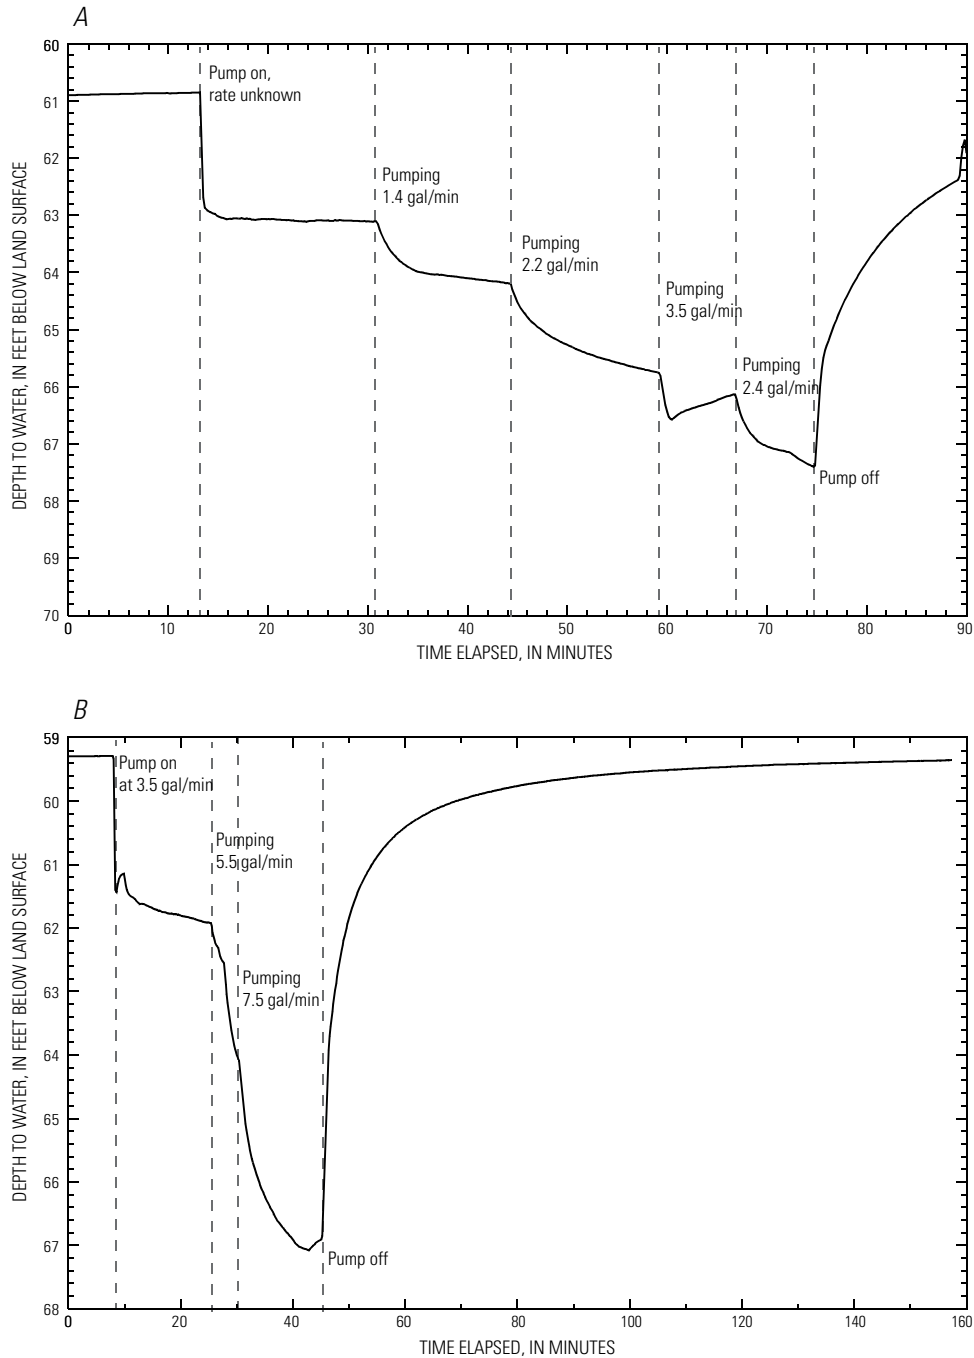 A
60
61
62
63
64
65
66
67
68
69
70
DEPTH TO WATER, IN FEET BELOW LAND SURFACE
Pump on,
rate unknown
Pumping
1.4 gal/min
Pumping
2.2 gal/min
Pumping
3.5 gal/min
Pumping
2.4 gal/min
Pump off
0 10 20 30 40 50 60 70 80 90
TIME ELAPSED, IN MINUTES
B
59
60
61
62
63
64
65
66
67
68
DEPTH TO WATER, IN FEET BELOW LAND SURFACE
Pump on
at 3.5 gal/min
Pumping
5.5 gal/min
Pumping
7.5 gal/min
Pump off
0 20 40 60 80 100 120 140 160
TIME ELAPSED, IN MINUTES